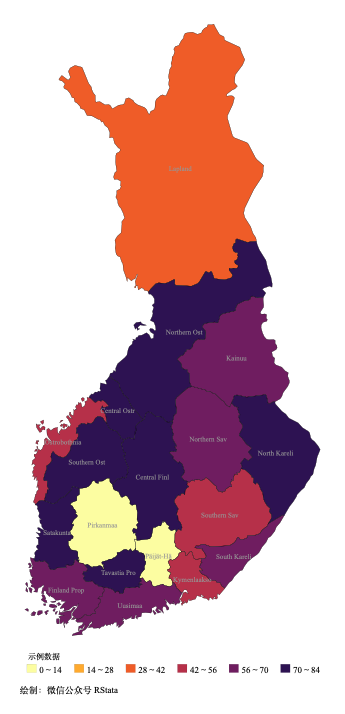 Lapland
Northern Ost
Kainuu
Central Ostr
Ostrobothnia
Northern Sav
Southern Ost
North Kareli
Central Finl
Southern Sav
Pirkanmaa
Satakunta
Päijät-Hä
South Kareli
Tavastia Pro
Kymenlaakso
Finland Prop
Uusimaa
示例数据
0 ~ 14 14 ~ 28 28 ~ 42 42 ~ 56 56 ~ 70 70 ~ 84
绘制：微信公众号 RStata